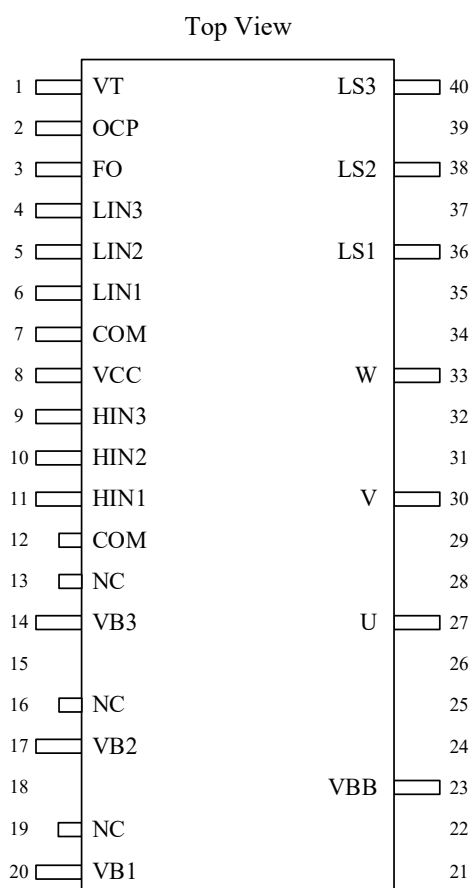 Top View
1 VT LS3 40
2 OCP 39
3 FO LS2 38
4 LIN3 37
5 LIN2 LS1 36
6 LIN1 35
7 COM 34
8 VCC W 33
9 HIN3 32
10 HIN2 31
11 HIN1 V 30
12 COM 29
13 NC 28
14 VB3 U 27
15 26
16 NC 25
17 VB2 24
18 VBB 23
19 NC 22
20 VB1 21